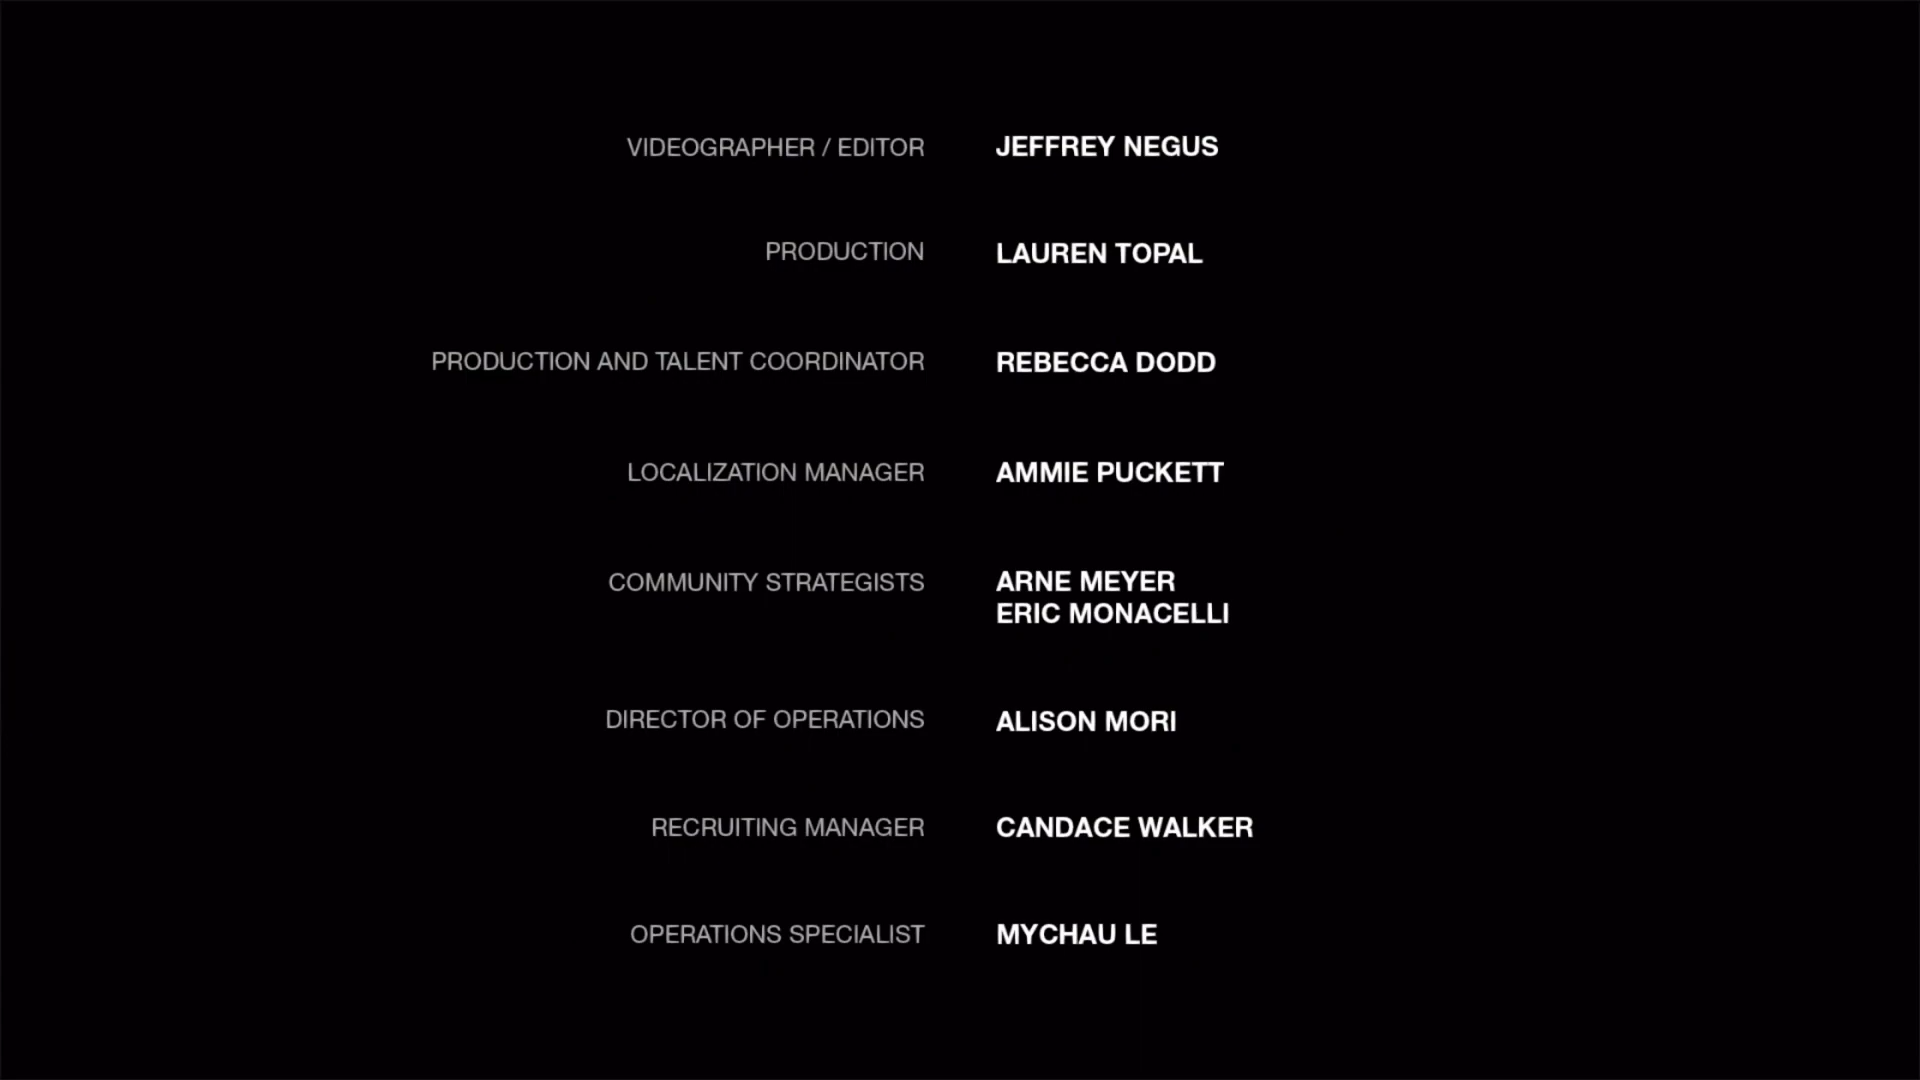 VIDEOGRAPHER / EDITOR JEFFREY NEGUS
PRODUCTION LAUREN TOPAL
PRODUCTION AND TALENT COORDINATOR REBECCA DODD
LOCALIZATION MANAGER AMMIE PUCKETT
COMMUNITY STRATEGISTS ARNE MEYER
ERIC MONACELLI
DIRECTOR OF OPERATIONS ALISON MORI
RECRUITING MANAGER CANDACE WALKER
OPERATIONS SPECIALIST MYCHAU LE